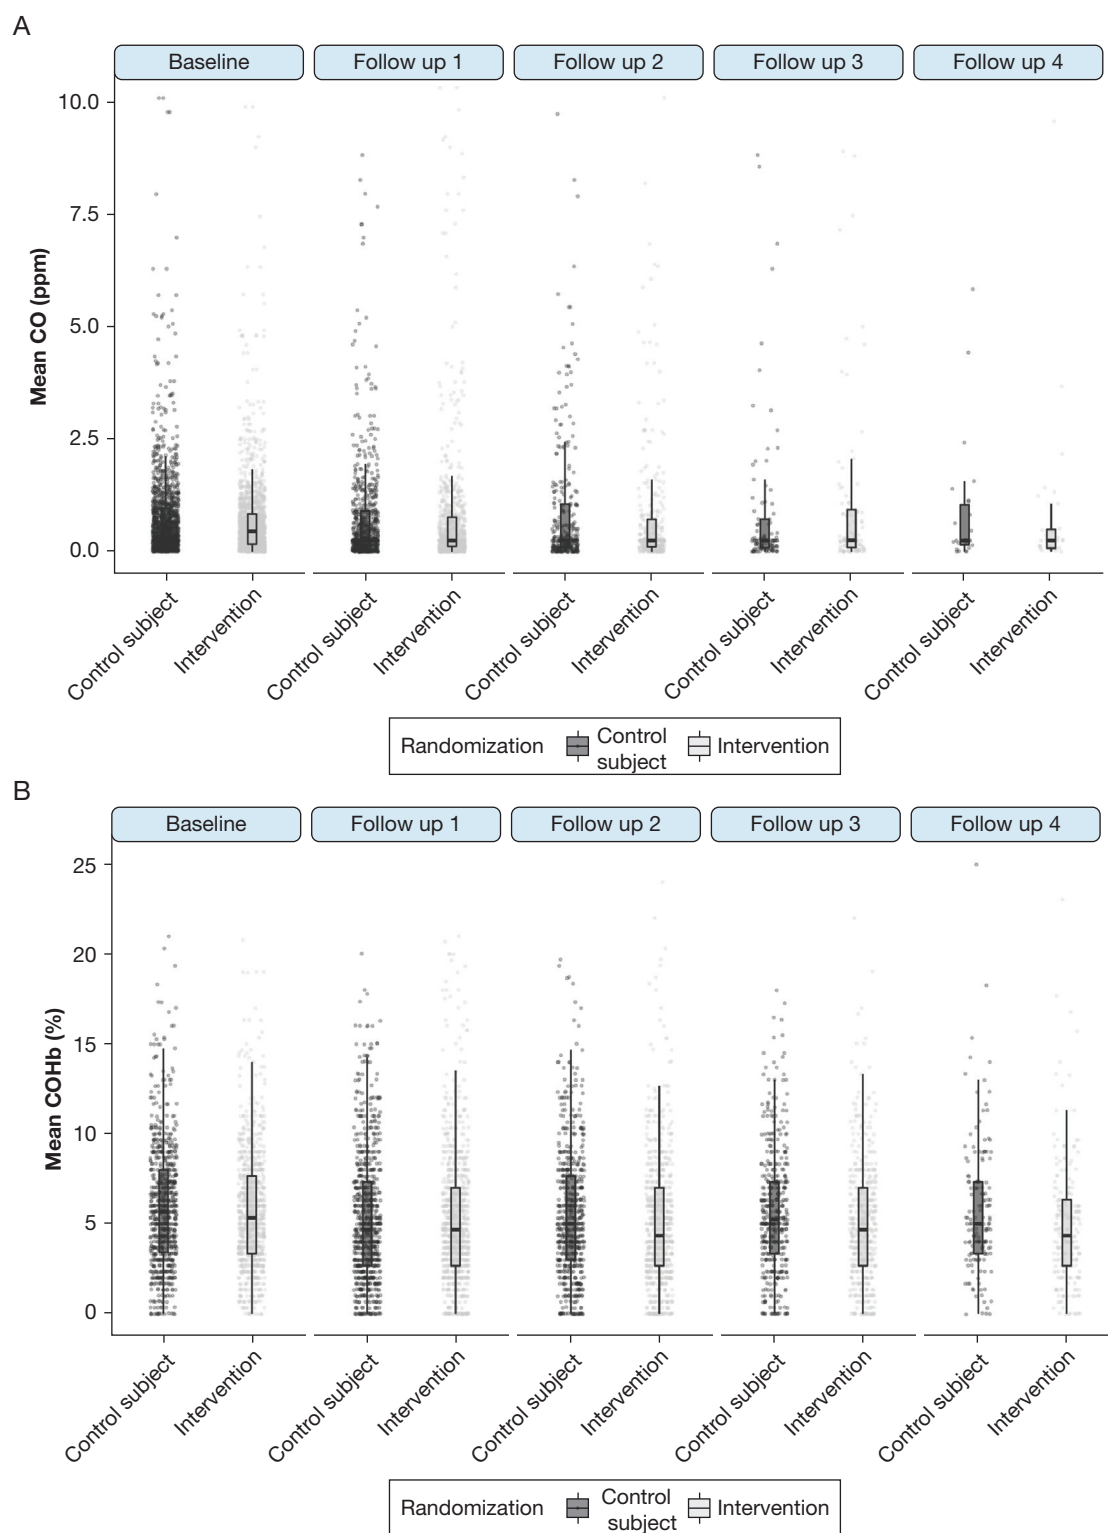 A
Baseline Follow up 1 Follow up 2 Follow up 3 Follow up 4
10.0
7.5
5.0
2.5
0.0
Mean CO (ppm)
Control subject Intervention Control subject Intervention Control subject Intervention Control subject Intervention Control subject Intervention
Randomization Control subject Intervention
B
Baseline Follow up 1 Follow up 2 Follow up 3 Follow up 4
25
20
15
10
5
0
Mean COHb (%)
Control subject Intervention Control subject Intervention Control subject Intervention Control subject Intervention Control subject Intervention
Randomization Control subject Intervention